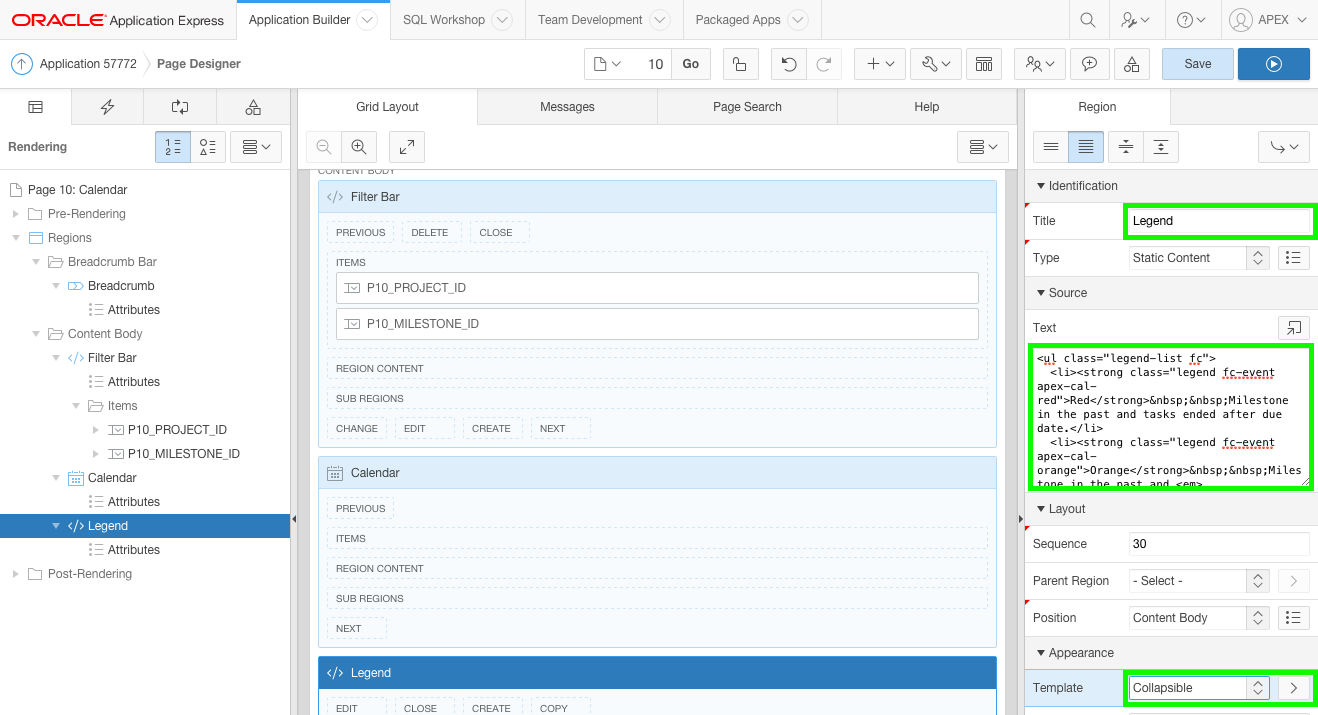 ORACLE® Application Express
Application Builder
SQL Workshop
Team Development
Packaged Apps
APEX
Application 57772
Page Designer
10
Go
Save
Grid Layout
Messages
Page Search
Help
Region
Rendering
1
2
Page 10: Calendar
Pre-Rendering
Regions
Breadcrumb Bar
Breadcrumb
Attributes
Content Body
Filter Bar
Attributes
Items
P10_PROJECT_ID
P10_MILESTONE_ID
Calendar
Attributes
Legend
Attributes
Post-Rendering
CONTENT BODY
Filter Bar
PREVIOUS
DELETE
CLOSE
ITEMS
P10_PROJECT_ID
P10_MILESTONE_ID
REGION CONTENT
SUB REGIONS
CHANGE
EDIT
CREATE
NEXT
Calendar
PREVIOUS
ITEMS
REGION CONTENT
SUB REGIONS
NEXT
Legend
EDIT
CLOSE
CREATE
COPY
Identification
Title
Legend
Type
Static Content
Source
Text
<ul class="legend-list fc">
<li><strong class="legend fc-event
apex-cal-
red">Red</strong>&nbsp;&nbsp;Milestone
in the past and tasks ended after due
date.</li>
<li><strong class="legend fc-event
apex-cal-
orange">Orange</strong>&nbsp;&nbsp;Miles
tone in the past and <em>
Layout
Sequence
30
Parent Region
- Select -
Position
Content Body
Appearance
Template
Collapsible